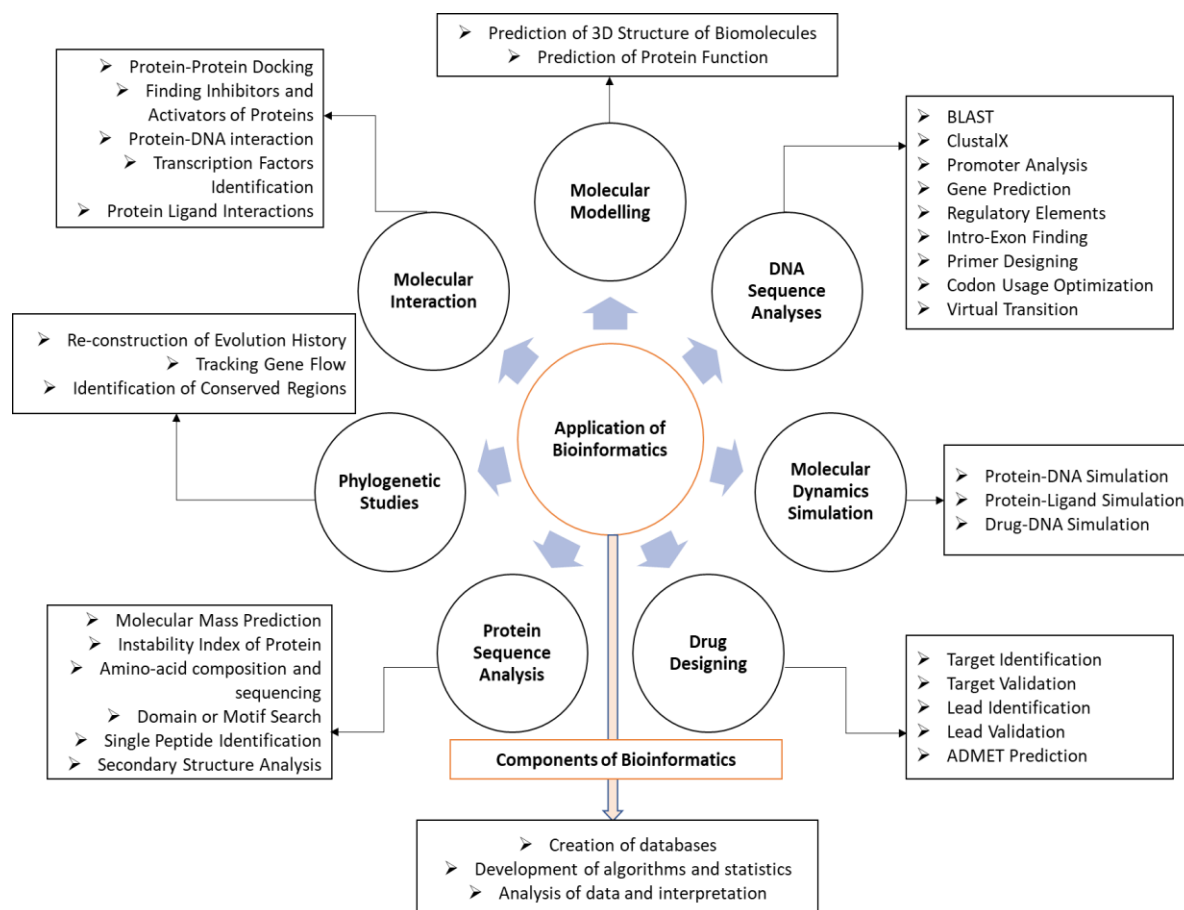 ➢ Prediction of 3D Structure of Biomolecules
➢ Prediction of Protein Function
➢ Protein-Protein Docking
➢ Finding Inhibitors and
Activators of Proteins
➢ Protein-DNA interaction
➢ Transcription Factors
Identification
➢ Protein Ligand Interactions
➢ BLAST
➢ ClustalX
➢ Promoter Analysis
➢ Gene Prediction
➢ Regulatory Elements
➢ Intro-Exon Finding
➢ Primer Designing
➢ Codon Usage Optimization
➢ Virtual Transition
Molecular
Modelling
Molecular
Interaction
DNA
Sequence
Analyses
➢ Re-construction of Evolution History
➢ Tracking Gene Flow
➢ Identification of Conserved Regions
Application of
Bioinformatics
Phylogenetic
Studies
Molecular
Dynamics
Simulation
➢ Protein-DNA Simulation
➢ Protein-Ligand Simulation
➢ Drug-DNA Simulation
➢ Molecular Mass Prediction
➢ Instability Index of Protein
➢ Amino-acid composition and
sequencing
➢ Domain or Motif Search
➢ Single Peptide Identification
➢ Secondary Structure Analysis
Protein
Sequence
Analysis
Drug
Designing
➢ Target Identification
➢ Target Validation
➢ Lead Identification
➢ Lead Validation
➢ ADMET Prediction
Components of Bioinformatics
➢ Creation of databases
➢ Development of algorithms and statistics
➢ Analysis of data and interpretation